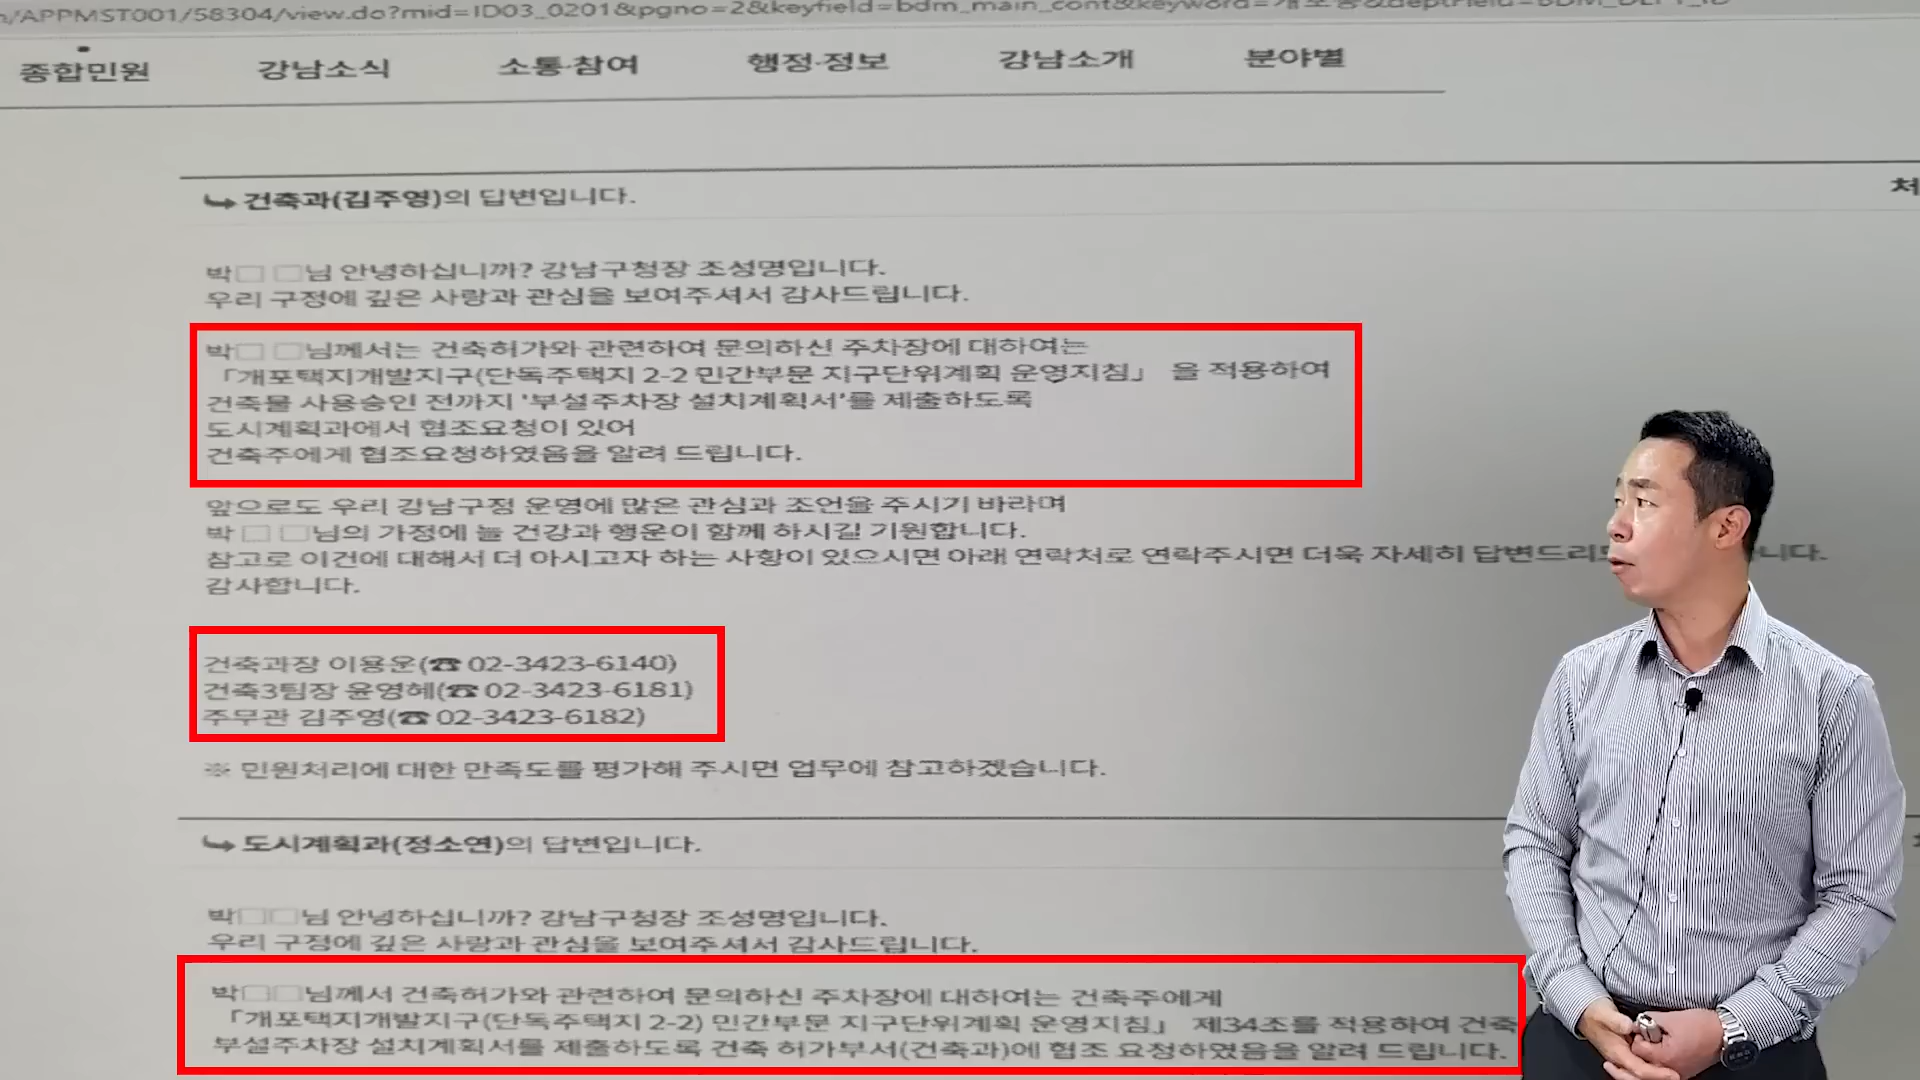 /APPMST001/58304/view.do?mid=ID03_0201&pgno=2&keyfield=bdm_main_cont&keyword=개포동&deptField=BDM_DEPT_ID
종합민원 강남소식 소통·참여 행정·정보 강남소개 분야별
건축과(김주영)의 답변입니다. 처
박□ □님 안녕하십니까? 강남구청장 조성명입니다.
우리 구정에 깊은 사랑과 관심을 보여주셔서 감사드립니다.
박□ □님께서는 건축허가와 관련하여 문의하신 주차장에 대하여는
「개포택지개발지구(단독주택지 2-2 민간부문 지구단위계획 운영지침」 을 적용하여
건축물 사용승인 전까지 '부설주차장 설치계획서'를 제출하도록
도시계획과에서 협조요청이 있어
건축주에게 협조요청하였음을 알려 드립니다.
앞으로도 우리 강남구정 운영에 많은 관심과 조언을 주시기 바라며
박 □ □님의 가정에 늘 건강과 행운이 함께 하시길 기원합니다.
참고로 이건에 대해서 더 아시고자 하는 사항이 있으시면 아래 연락처로 연락주시면 더욱 자세히 답변드리 니다.
감사합니다.
건축과장 이용운(☎ 02-3423-6140)
건축3팀장 윤영혜(☎ 02-3423-6181)
주무관 김주영(☎ 02-3423-6182)
※ 민원처리에 대한 만족도를 평가해 주시면 업무에 참고하겠습니다.
도시계획과(정소연)의 답변입니다.
박□□님 안녕하십니까? 강남구청장 조성명입니다.
우리 구정에 깊은 사랑과 관심을 보여주셔서 감사드립니다.
박□□님께서 건축허가와 관련하여 문의하신 주차장에 대하여는 건축주에게
「개포택지개발지구(단독주택지 2-2) 민간부문 지구단위계획 운영지침」 제34조를 적용하여 건축
부설주차장 설치계획서를 제출하도록 건축 허가부서(건축과)에 협조 요청하였음을 알려 드립니다.